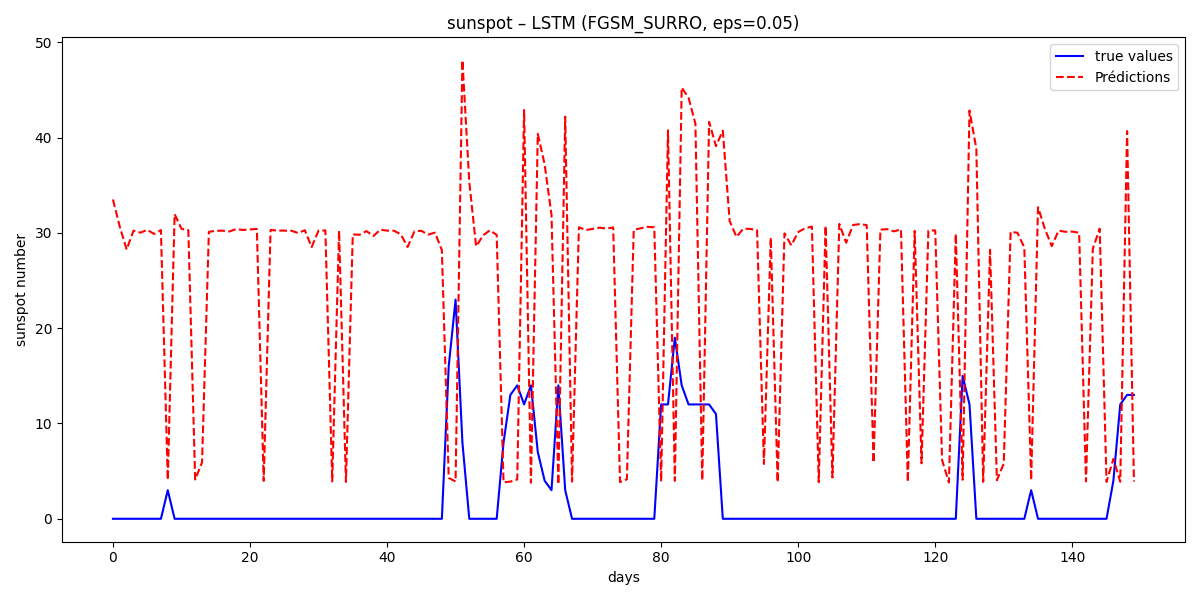 sunspot – LSTM (FGSM_SURRO, eps=0.05)
50
40
30
20
10
0
sunspot number
true values
Prédictions
0 20 40 60 80 100 120 140
days